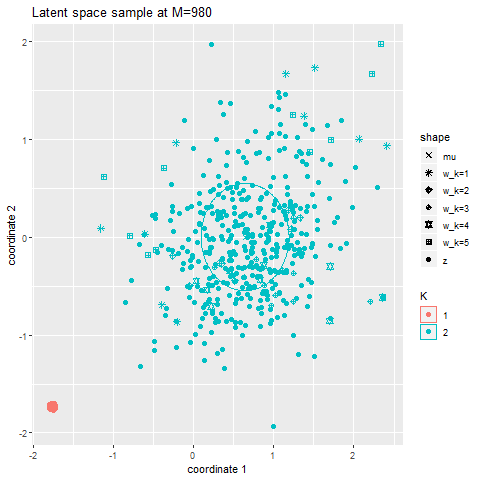 Latent space sample at M=980
2
1
0
-1
-2
-2
-1
0
1
2
coordinate 1
coordinate 2
shape
mu
w_k=1
w_k=2
w_k=3
w_k=4
w_k=5
z
K
1
2